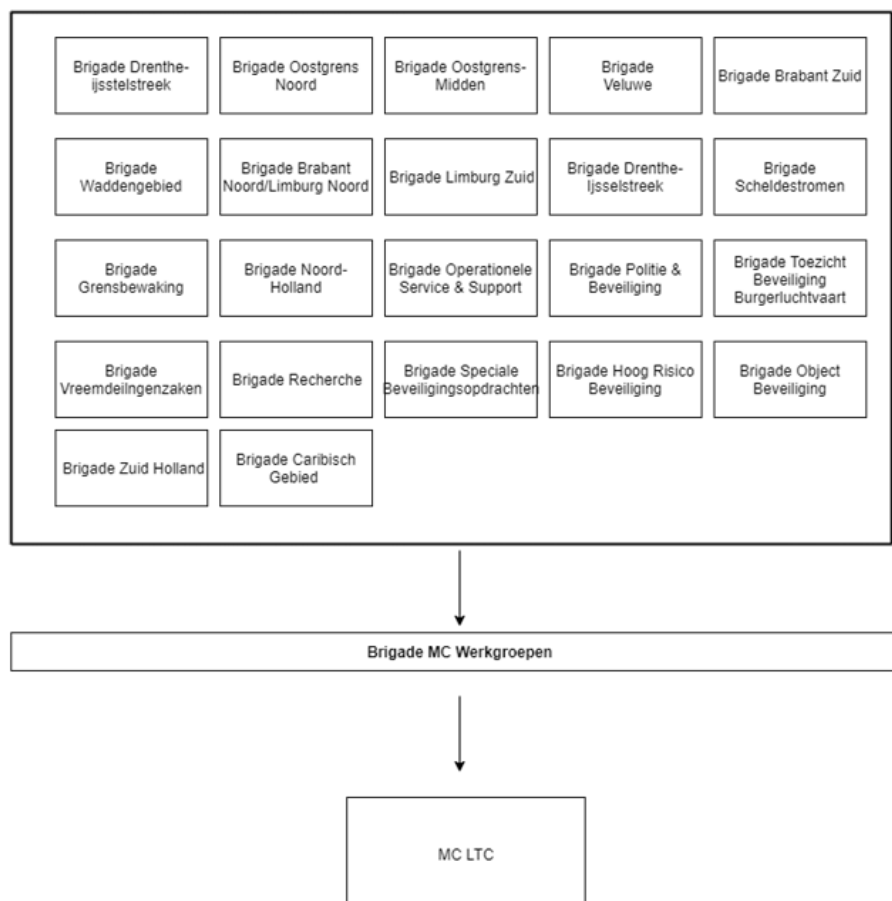 Brigade Drenthe-
ijsstelstreek
Brigade Oostgrens
Noord
Brigade Oostgrens-
Midden
Brigade
Veluwe
Brigade Brabant Zuid
Brigade
Waddengebied
Brigade Brabant
Noord/Limburg Noord
Brigade Limburg Zuid
Brigade Drenthe-
Ijsselstreek
Brigade
Scheldestromen
Brigade
Grensbewaking
Brigade Noord-
Holland
Brigade Operationele
Service & Support
Brigade Politie &
Beveiliging
Brigade Toezicht
Beveiliging
Burgerluchtvaart
Brigade
Vreemdeilngenzaken
Brigade Recherche
Brigade Speciale
Beveiligingsopdrachten
Brigade Hoog Risico
Beveiliging
Brigade Object
Beveiliging
Brigade Zuid Holland
Brigade Caribisch
Gebied
Brigade MC Werkgroepen
MC LTC